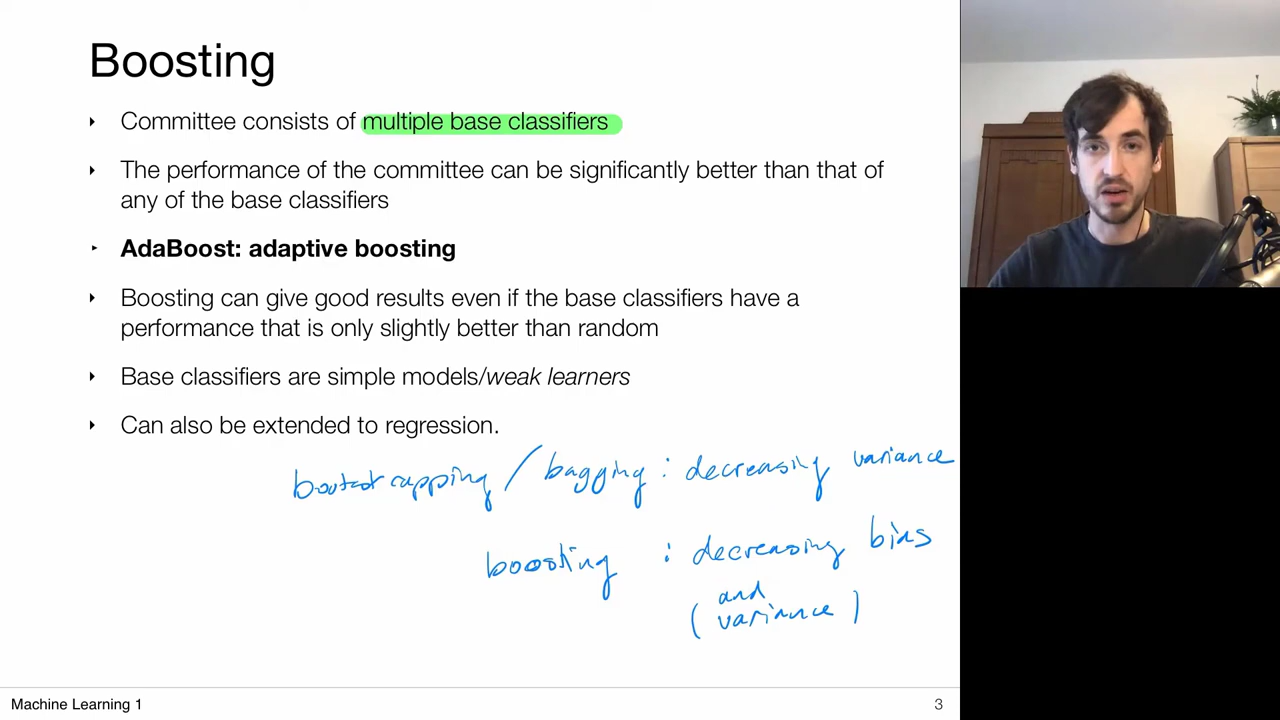 Boosting
‣ Committee consists of multiple base classifiers
‣ The performance of the committee can be significantly better than that of
any of the base classifiers
‣ AdaBoost: adaptive boosting
‣ Boosting can give good results even if the base classifiers have a
performance that is only slightly better than random
‣ Base classifiers are simple models/weak learners
‣ Can also be extended to regression.
bootstrapping / bagging : decreasing variance
boosting : decreasing bias
( and
variance )
Machine Learning 1
3